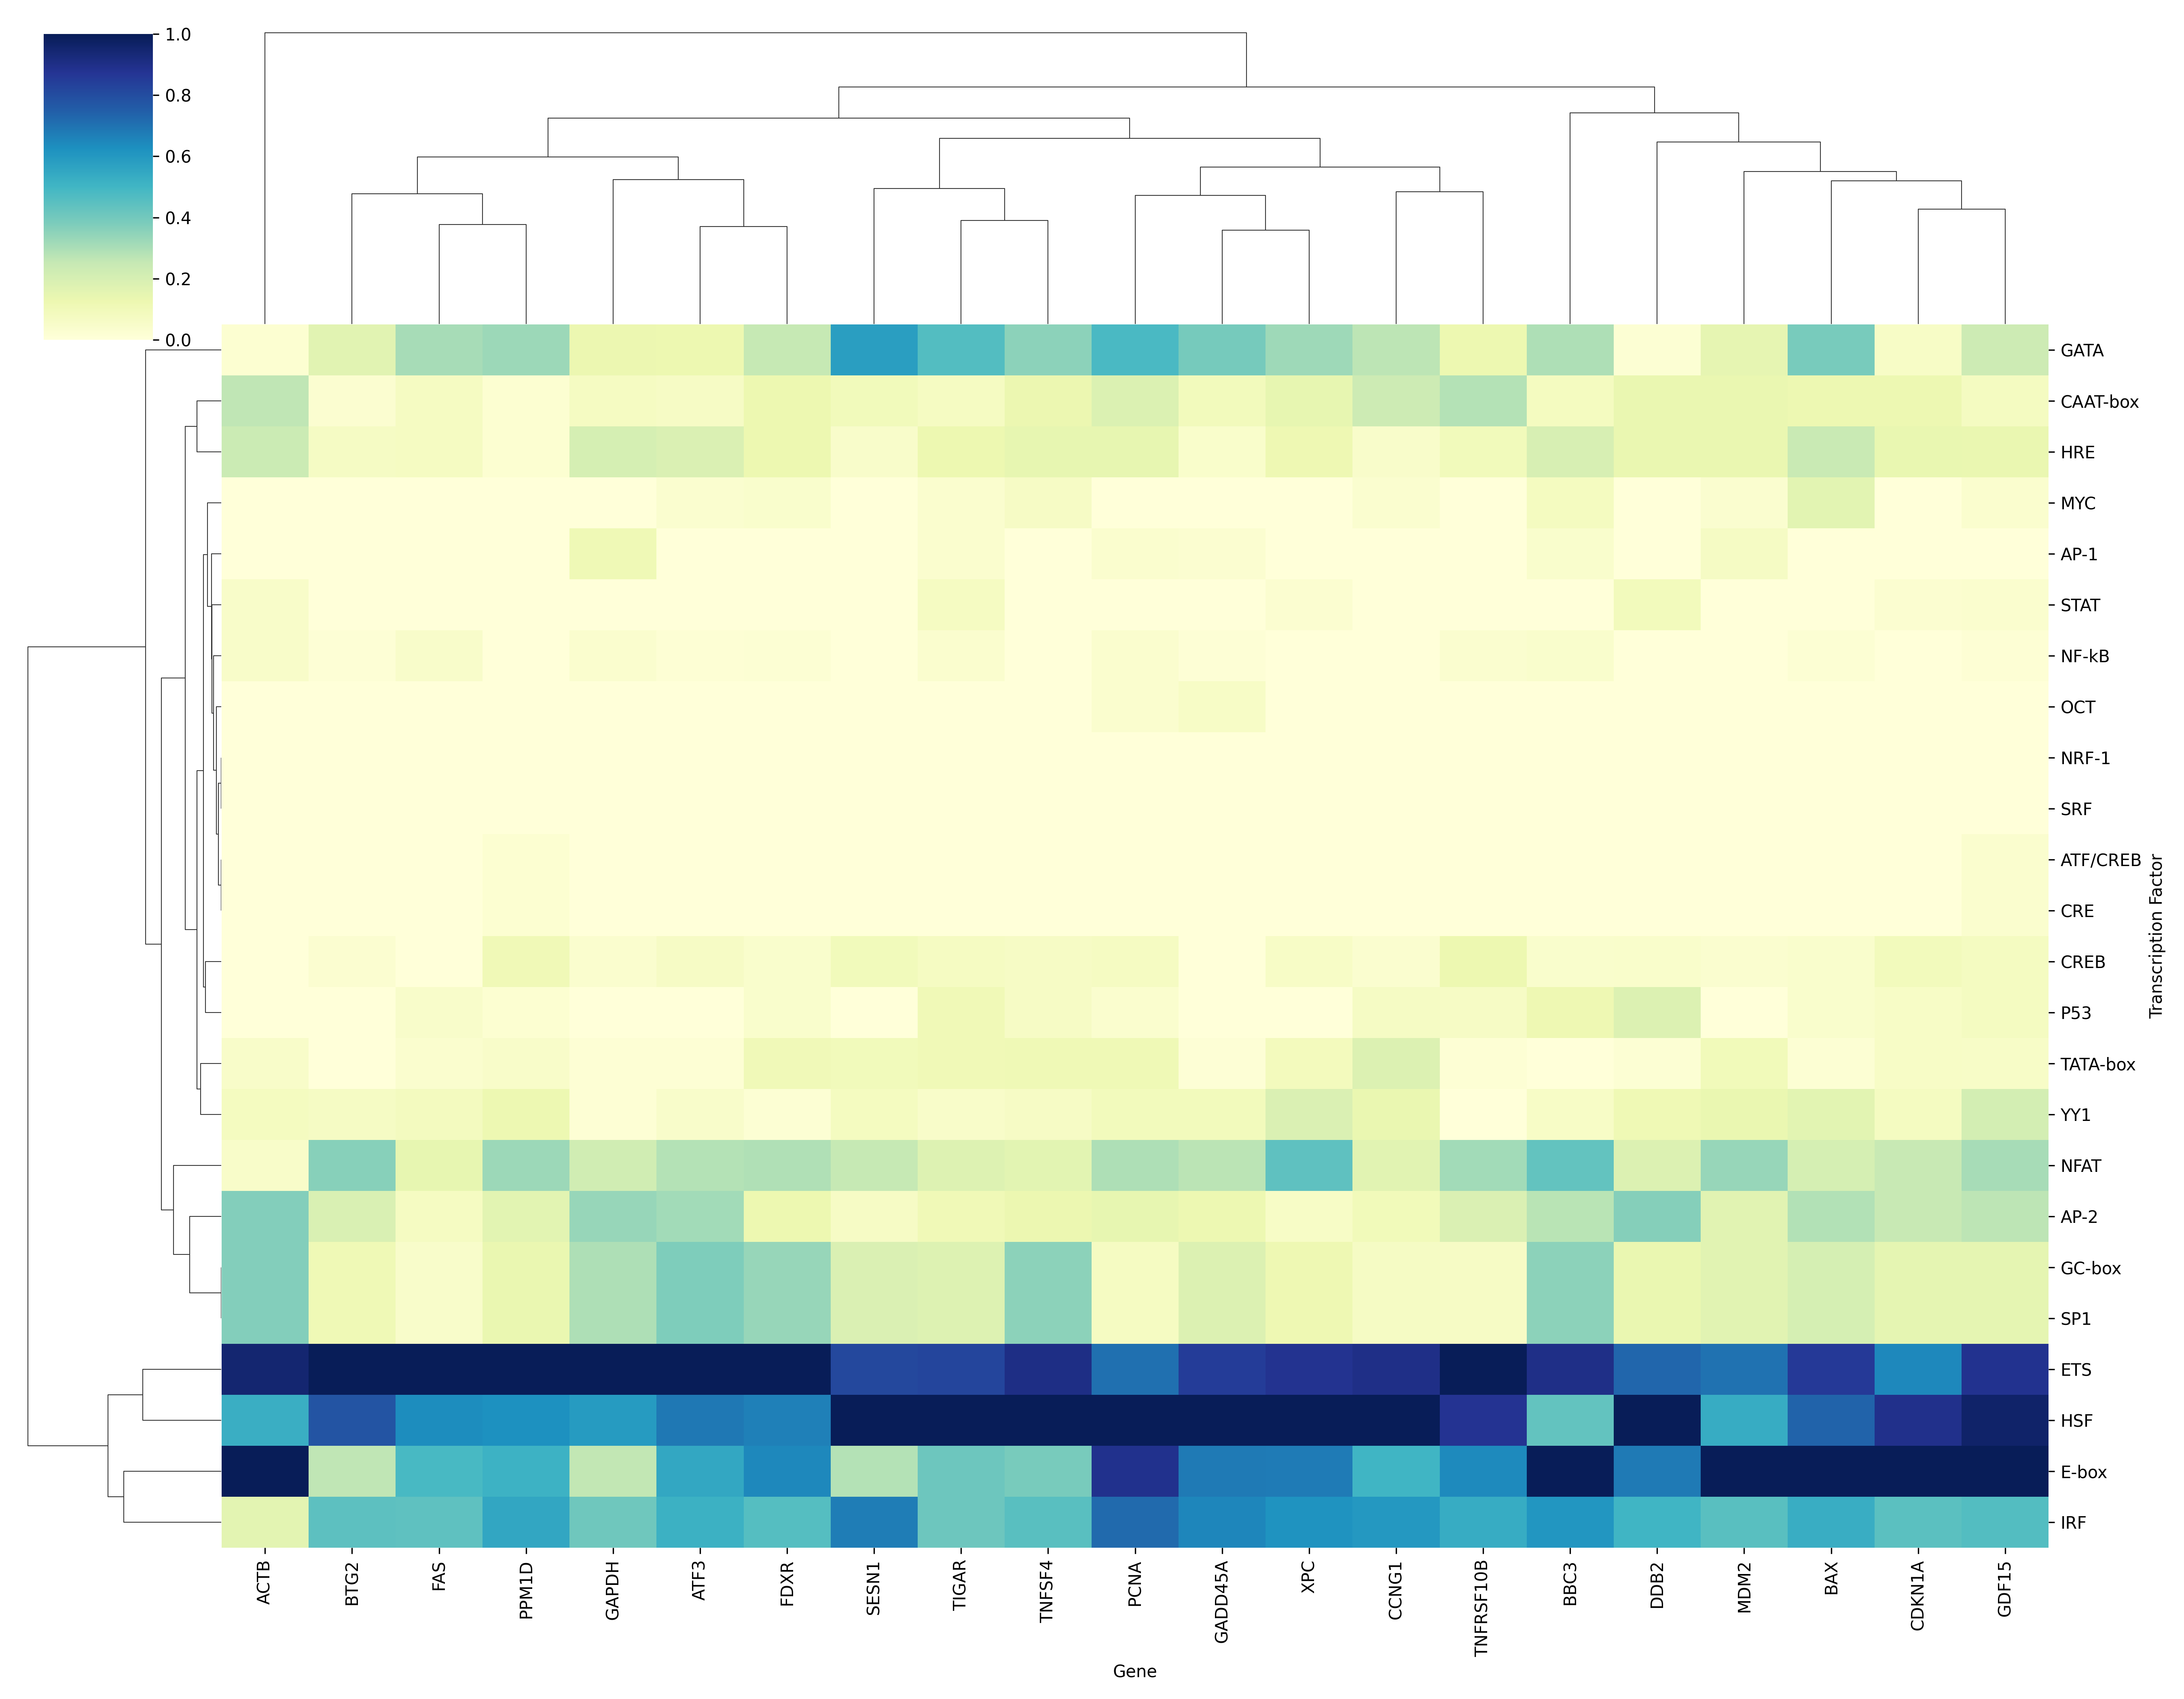 1.0
0.8
0.6
0.4
0.2
0.0
GATA
CAAT-box
HRE
MYC
AP-1
STAT
NF-kB
OCT
NRF-1
SRF
ATF/CREB
CRE
CREB
P53
TATA-box
YY1
NFAT
AP-2
GC-box
SP1
ETS
HSF
E-box
IRF
Transcription Factor
ACTB
BTG2
FAS
PPM1D
GAPDH
ATF3
FDXR
SESN1
TIGAR
TNFSF4
PCNA
GADD45A
XPC
CCNG1
TNFRSF10B
BBC3
DDB2
MDM2
BAX
CDKN1A
GDF15
Gene